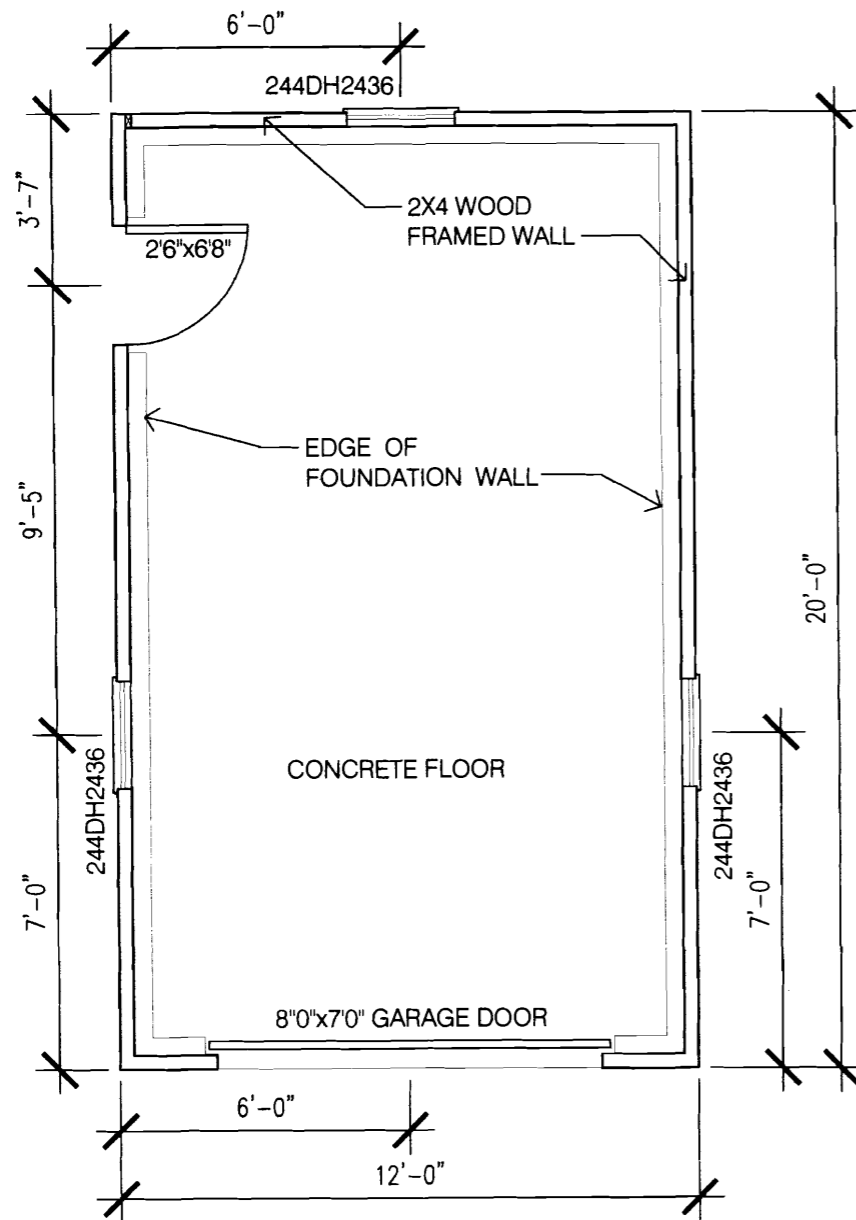 6'-0"
244DH2436
3'-7"
2X4 WOOD
FRAMED WALL
2'6"x6'8"
EDGE OF
FOUNDATION WALL
9'-5"
20'-0"
CONCRETE FLOOR
244DH2436
244DH2436
7'-0"
7'-0"
8"0"x7'0" GARAGE DOOR
6'-0"
12'-0"